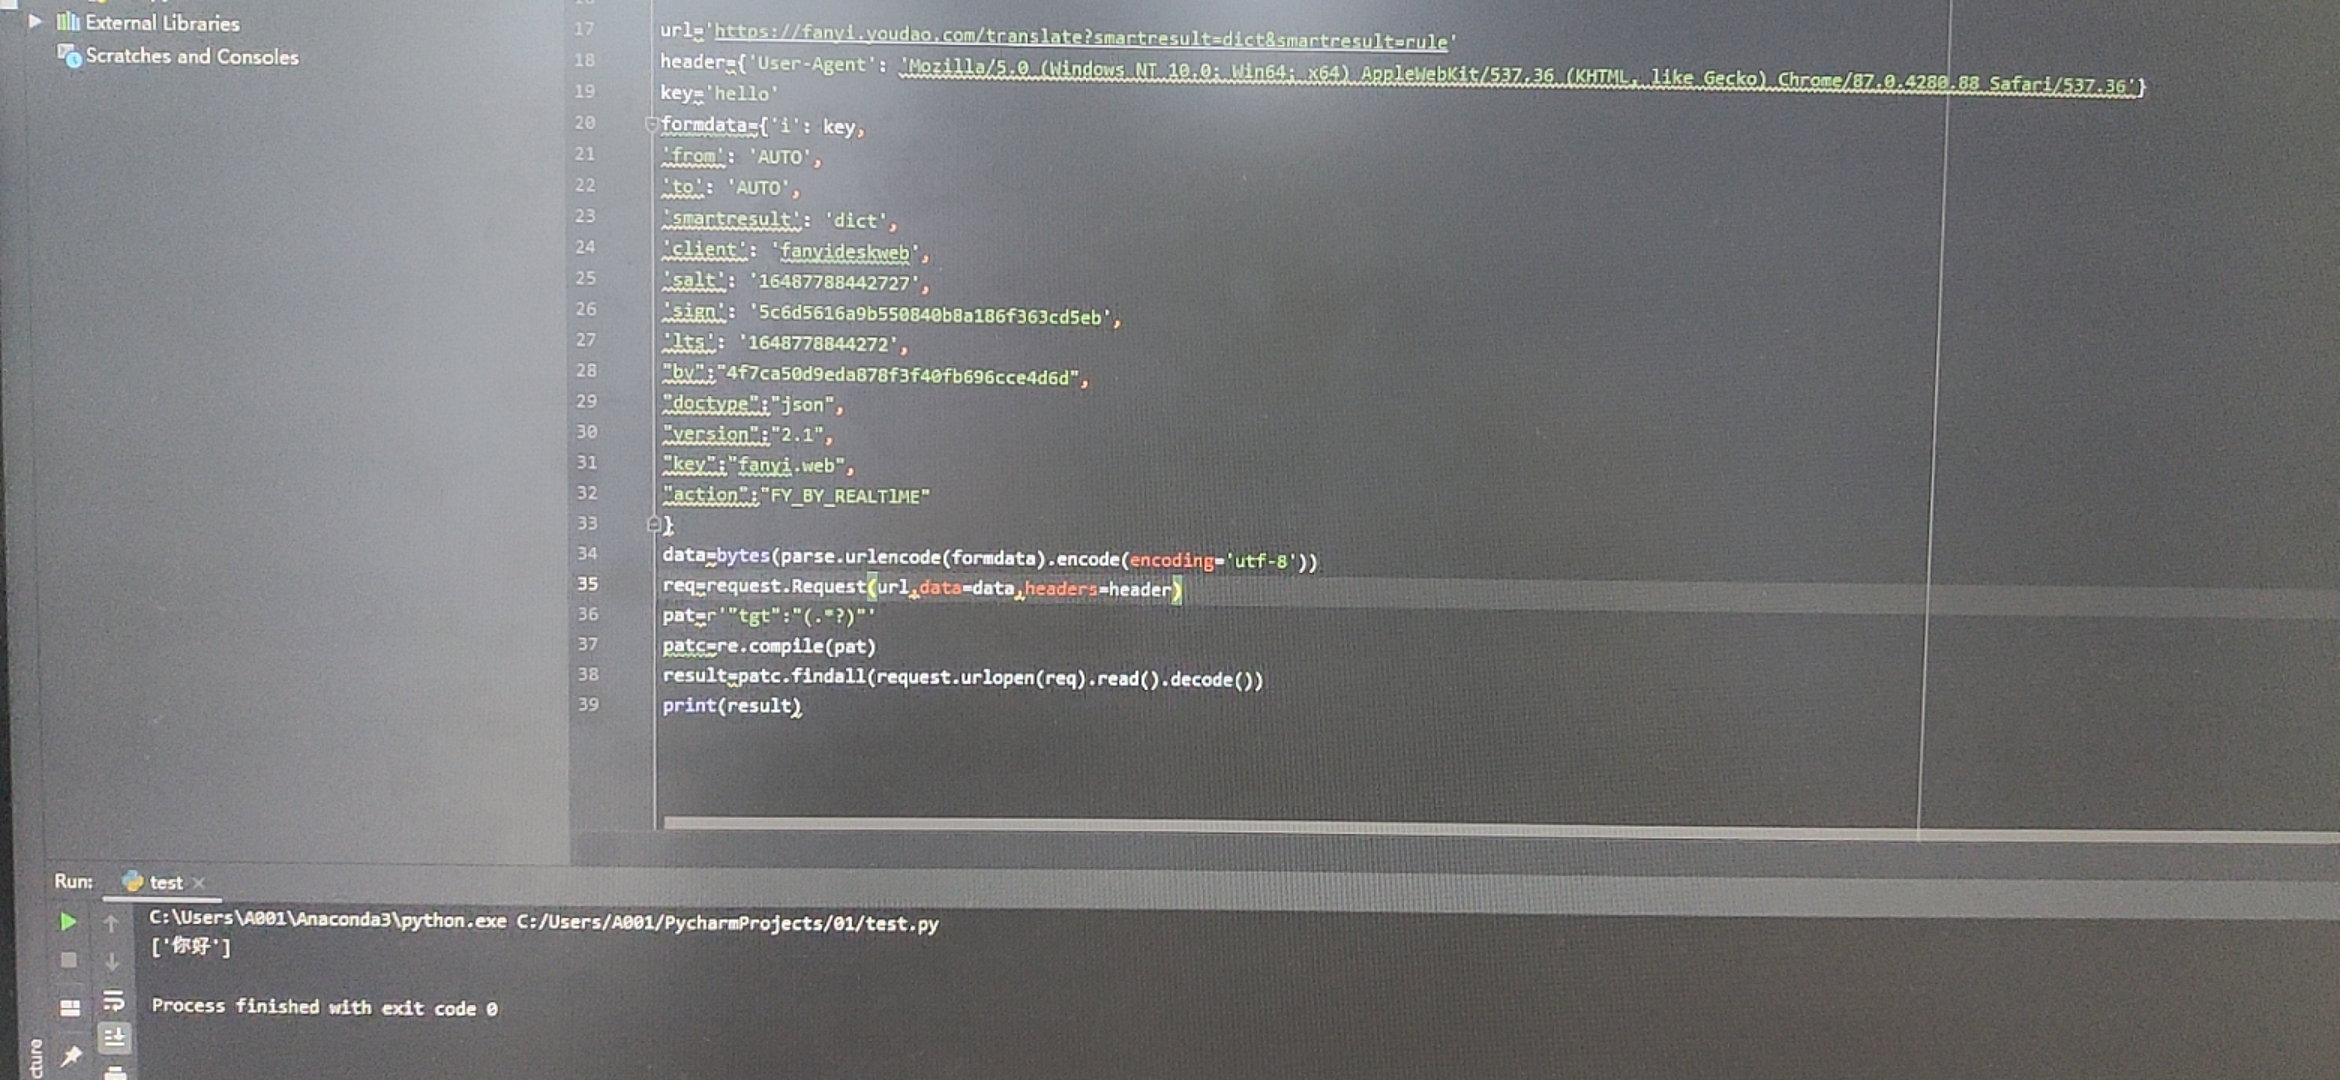 External Libraries
Scratches and Consoles
17 url='https://fanyi.youdao.com/translate?smartresult=dict&smartresult=rule'
18 header={'User-Agent': 'Mozilla/5.0 (Windows NT 10.0; Win64; x64) AppleWebKit/537.36 (KHTML, like Gecko) Chrome/87.0.4280.88 Safari/537.36'}
19 key='hello'
20 formdata={'i': key,
21 'from': 'AUTO',
22 'to': 'AUTO',
23 'smartresult': 'dict',
24 'client': 'fanyideskweb',
25 'salt': '16487788442727',
26 'sign': '5c6d5616a9b550840b8a186f363cd5eb',
27 'lts': '1648778844272',
28 "bv":"4f7ca50d9eda878f3f40fb696cce4d6d",
29 "doctype":"json",
30 "version":"2.1",
31 "key":"fanyi.web",
32 "action":"FY_BY_REALTlME"
33 }
34 data=bytes(parse.urlencode(formdata).encode(encoding='utf-8'))
35 req=request.Request(url,data=data,headers=header)
36 pat=r'"tgt":"(.*?)"'
37 patc=re.compile(pat)
38 result=patc.findall(request.urlopen(req).read().decode())
39 print(result)
Run: test
C:\Users\A001\Anaconda3\python.exe C:/Users/A001/PycharmProjects/01/test.py
['你好']
Process finished with exit code 0
cture